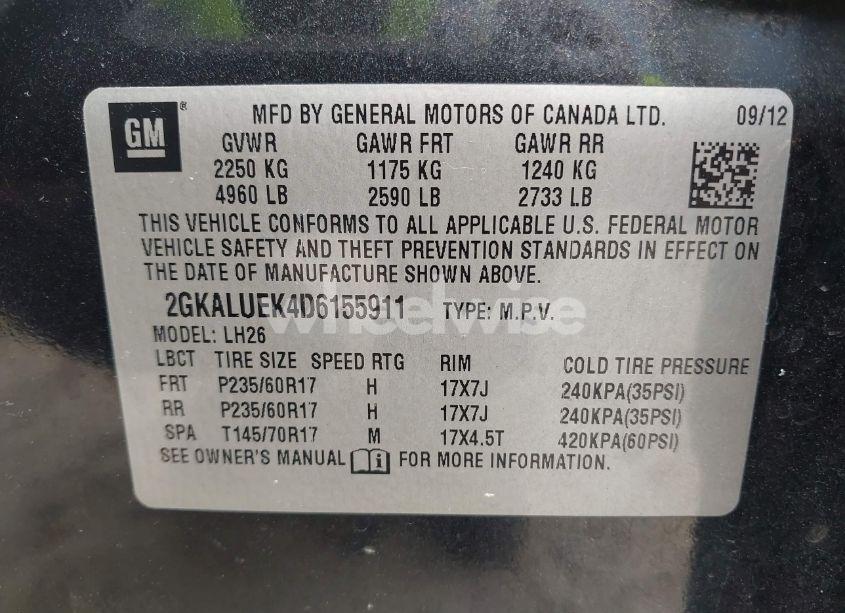 GM® MFD BY GENERAL MOTORS OF CANADA LTD. 09/12
GVWR GAWR FRT GAWR RR
2250 KG 1175 KG 1240 KG
4960 LB 2590 LB 2733 LB
THIS VEHICLE CONFORMS TO ALL APPLICABLE U.S. FEDERAL MOTOR
VEHICLE SAFETY AND THEFT PREVENTION STANDARDS IN EFFECT ON
THE DATE OF MANUFACTURE SHOWN ABOVE.
2GKALUEK4D6155911 TYPE: M.P.V.
wheelwise
MODEL: LH26
LBCT TIRE SIZE SPEED RTG RIM COLD TIRE PRESSURE
FRT P235/60R17 H 17X7J 240KPA(35PSI)
RR P235/60R17 H 17X7J 240KPA(35PSI)
SPA T145/70R17 M 17X4.5T 420KPA(60PSI)
SEE OWNER'S MANUAL i FOR MORE INFORMATION.